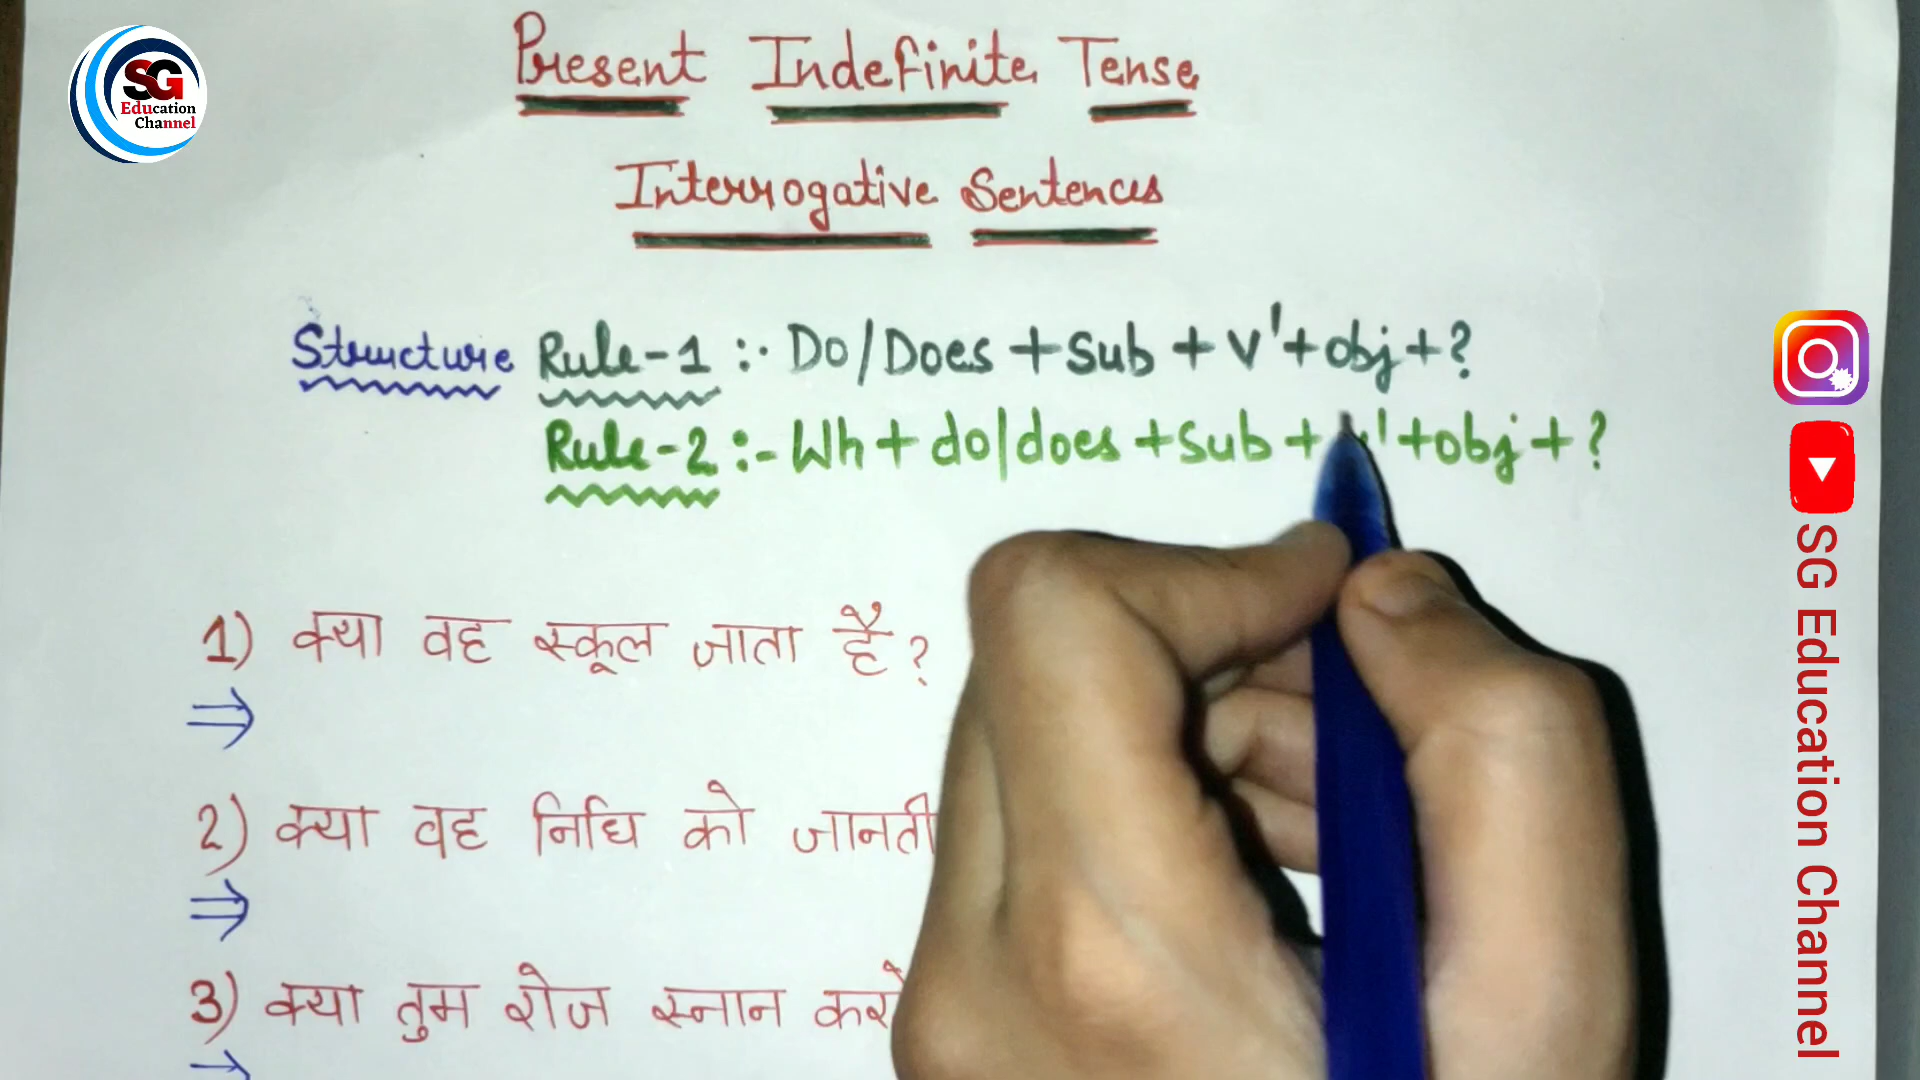 SG
Education
Channel
Present Indefinite Tense
Interrogative Sentences
Structure Rule-1 :- Do/Does + Sub + V' + obj + ?
Rule-2 :- Wh + do/does + Sub + ' + obj + ?
1) क्या वह स्कूल जाता है ?
⇒
2) क्या वह निधि को जानती
⇒
3) क्या तुम रोज स्नान
SG Education Channel